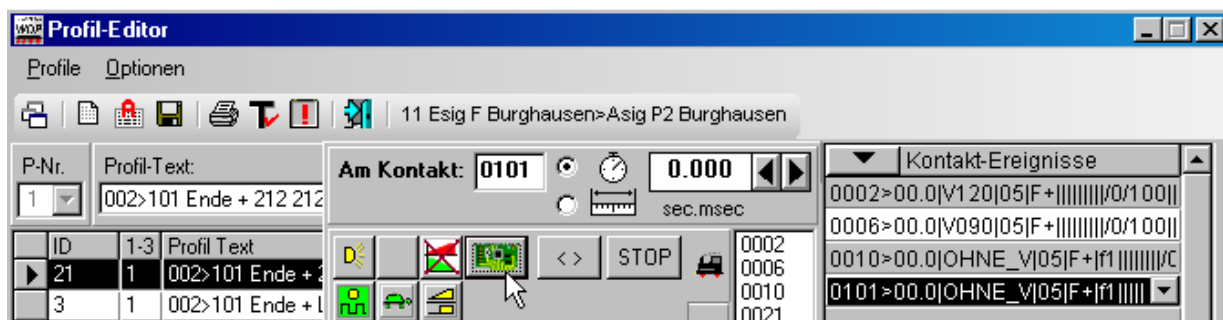 WDP Profil-Editor
Profile Optionen
11 Esig F Burghausen>Asig P2 Burghausen
P-Nr. Profil-Text:
1 002>101 Ende + 212 212
Am Kontakt: 0101 0.000
sec.msec
Kontakt-Ereignisse
0002>00.0|V120|05|F+|||||||||/0/100||
0006>00.0|V090|05|F+|||||||||/0/100||
0010>00.0|OHNE_V|05|F+|f1||||||||/0
0101>00.0|OHNE_V|05|F+|f1|||||
ID 1-3 Profil Text
21 1 002>101 Ende + 2
3 1 002>101 Ende + L
D < > STOP
0002
0006
0010
0021